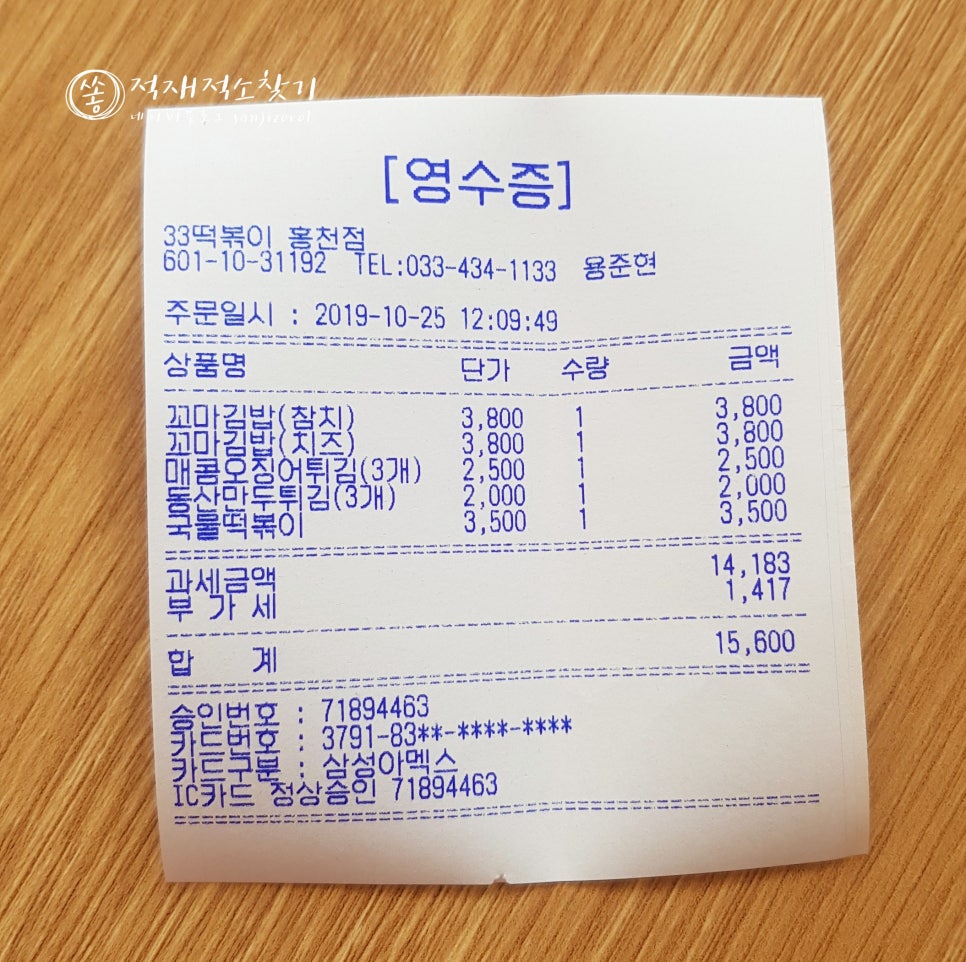 쏭 적재적소찾기
[영수증]
33떡볶이 홍천점
601-10-31192 TEL:033-434-1133 용준현
주문일시 : 2019-10-25 12:09:49
상품명 단가 수량 금액
꼬마김밥(참치) 3,800 1 3,800
꼬마김밥(치즈) 3,800 1 3,800
매콤오징어튀김(3개) 2,500 1 2,500
동산만두튀김(3개) 2,000 1 2,000
국물떡볶이 3,500 1 3,500
과세금액 14,183
부 가 세 1,417
합 계 15,600
승인번호 : 71894463
카드번호 : 3791-83**-****-****
카드구분 : 삼성아멕스
IC카드 정상승인 71894463